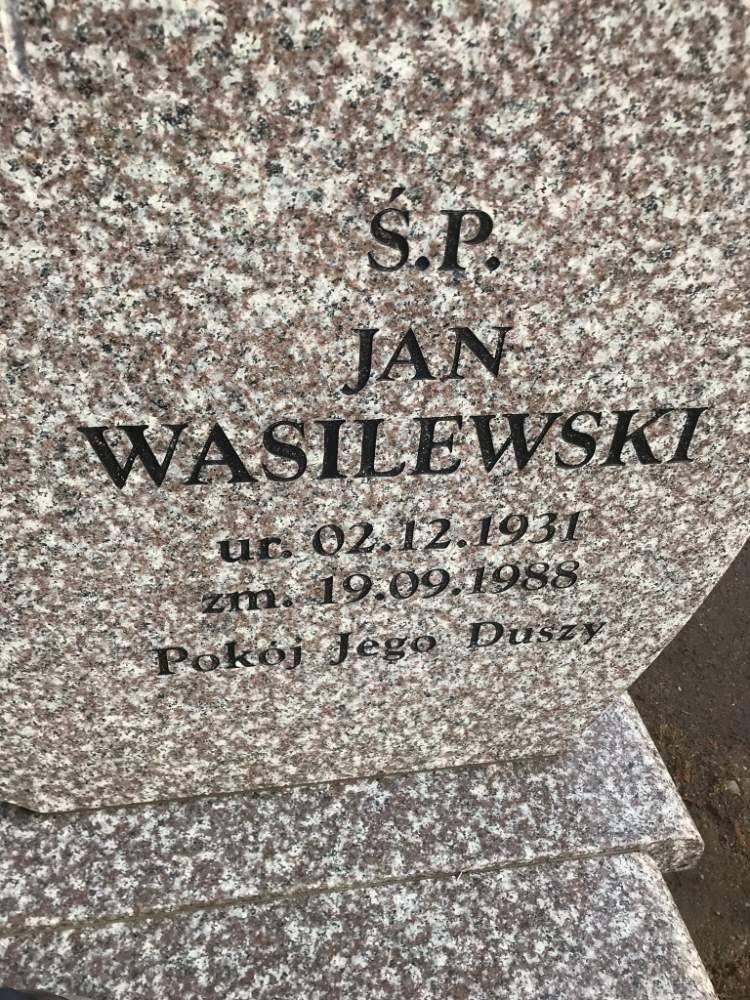 Ś.P.
JAN
WASILEWSKI
ur. 02.12.1931
zm. 19.09.1988
Pokój Jego Duszy